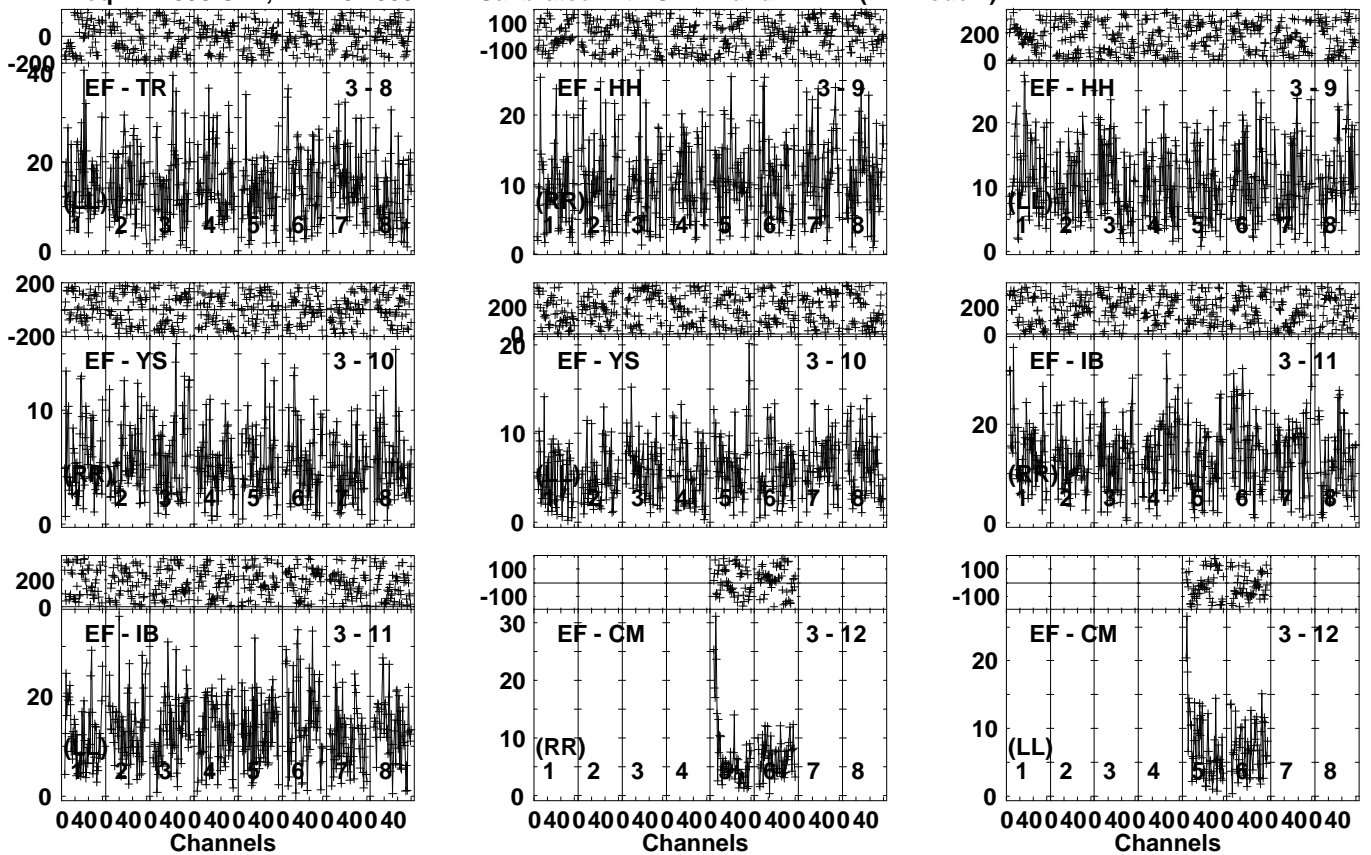 0 100 200
-200 -100 0
40 EF - TR 3 - 8 EF - HH 3 - 9 EF - HH 3 - 9
20 20 20
(LL) 10 (RR) 10 (LL)
1 2 3 4 5 6 7 8 1 2 3 4 5 6 7 8 1 2 3 4 5 6 7 8
0 0 0
200 200 200
-200 0 0
EF - YS 3 - 10 20 EF - YS 3 - 10 EF - IB 3 - 11
10 10 20
(RR) (LL) (RR)
1 2 3 4 5 6 7 8 1 2 3 4 5 6 7 8 1 2 3 4 5 6 7 8
0 0 0
200 100 100
0 -100 -100
EF - IB 3 - 11 30 EF - CM 3 - 12 EF - CM 3 - 12
20 20 20
(LL) 10 (RR) 10 (LL)
1 2 3 4 5 6 7 8 1 2 3 4 5 6 7 8 1 2 3 4 5 6 7 8
0 0 0
0 40 0 40 0 40 0 40 0 40 0 40 0 40 0 40 0 40 0 40 0 40 0 40 0 40 0 40 0 40 0 40 0 40 0 40 0 40 0 40 0 40 0 40 0 40 0 40
Channels Channels Channels